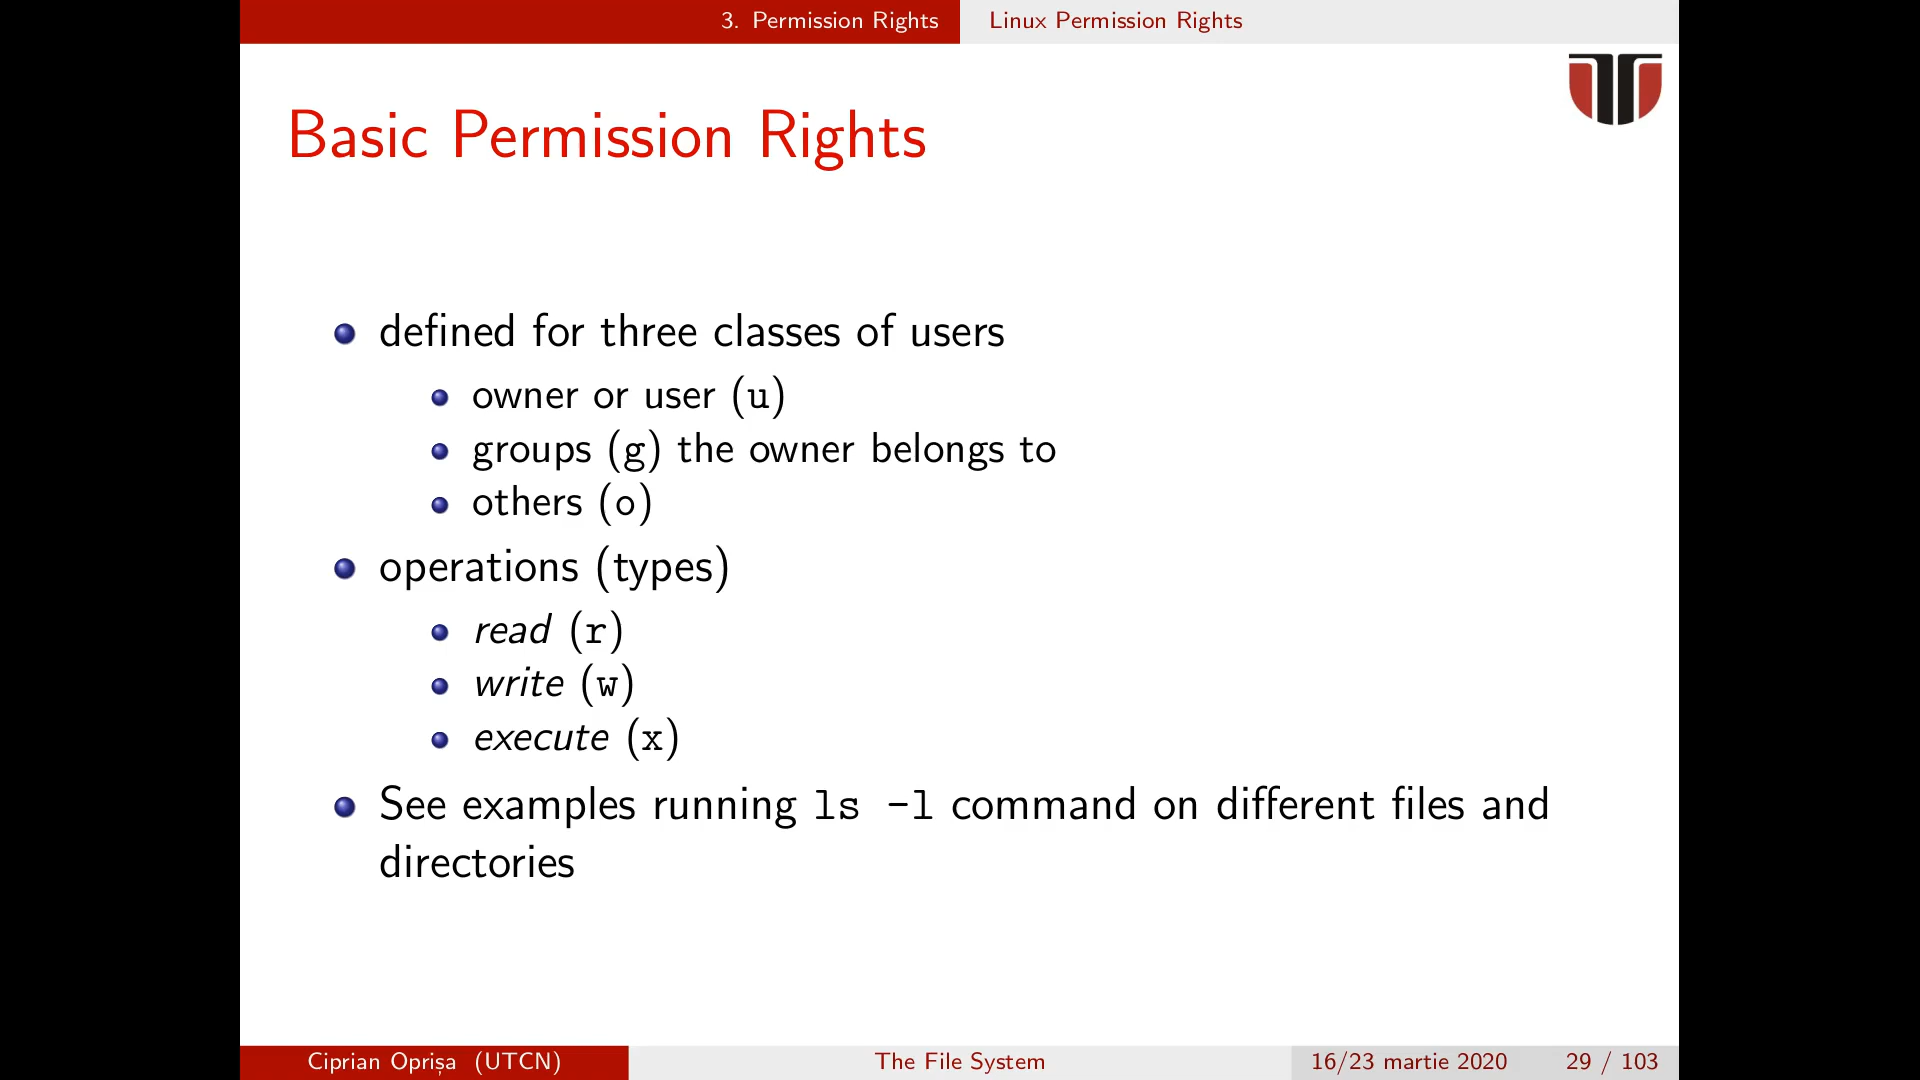 3. Permission Rights Linux Permission Rights
Basic Permission Rights
defined for three classes of users
owner or user (u)
groups (g) the owner belongs to
others (o)
operations (types)
read (r)
write (w)
execute (x)
See examples running ls -l command on different files and
directories
Ciprian Oprișa (UTCN) The File System 16/23 martie 2020 29 / 103